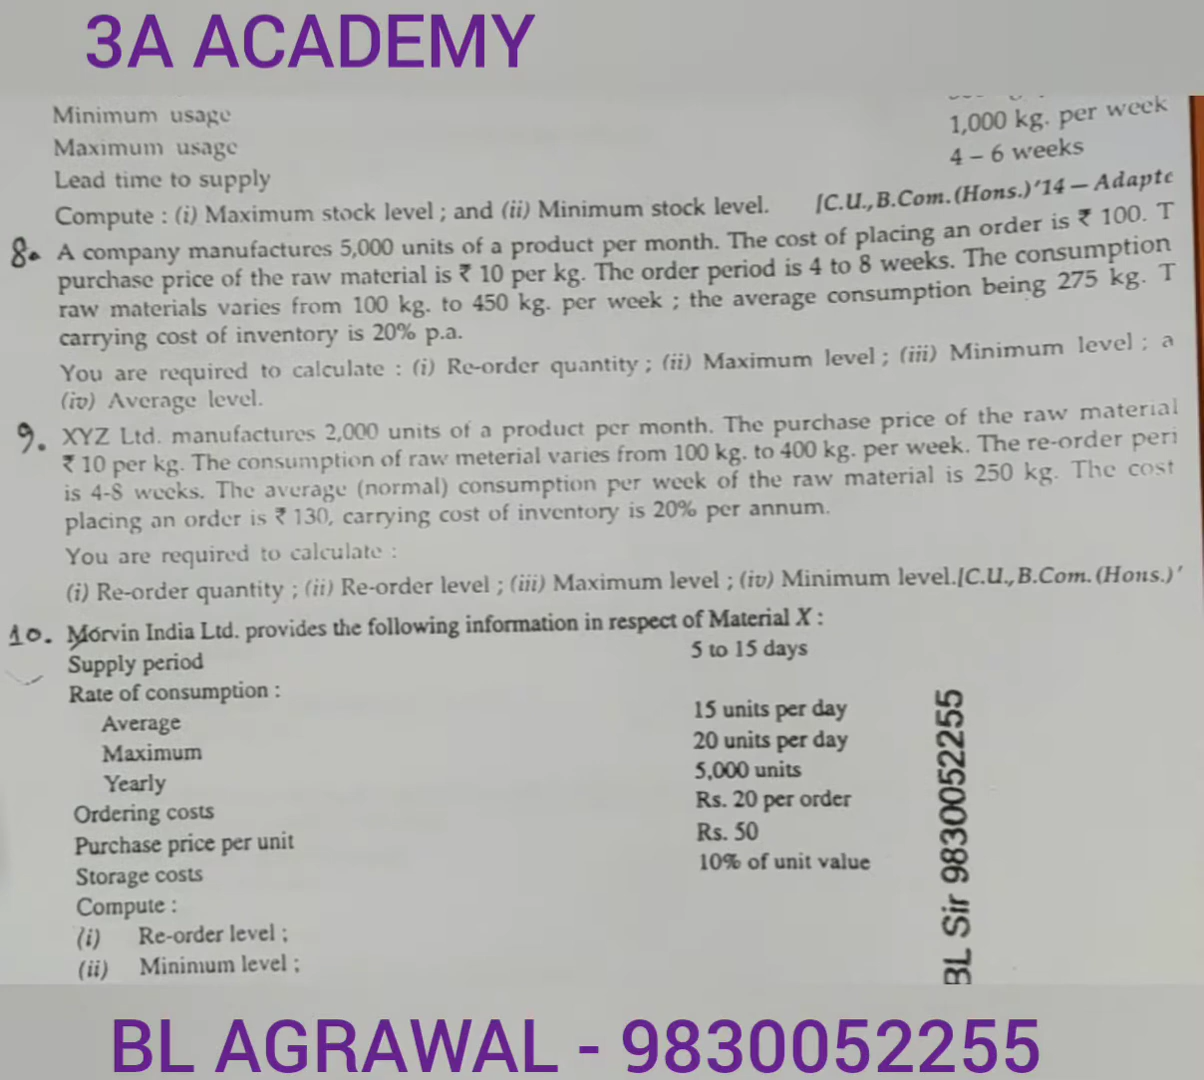 3A ACADEMY
Minimum usage
Maximum usage 1,000 kg. per week
Lead time to supply 4 – 6 weeks
Compute : (i) Maximum stock level ; and (ii) Minimum stock level. [C.U., B.Com. (Hons.)'14 – Adapte
8. A company manufactures 5,000 units of a product per month. The cost of placing an order is ₹ 100. T
purchase price of the raw material is ₹ 10 per kg. The order period is 4 to 8 weeks. The consumption
raw materials varies from 100 kg. to 450 kg. per week ; the average consumption being 275 kg. T
carrying cost of inventory is 20% p.a.
You are required to calculate : (i) Re-order quantity ; (ii) Maximum level ; (iii) Minimum level ; a
(iv) Average level.
9. XYZ Ltd. manufactures 2,000 units of a product per month. The purchase price of the raw material
₹ 10 per kg. The consumption of raw meterial varies from 100 kg. to 400 kg. per week. The re-order peri
is 4-8 weeks. The average (normal) consumption per week of the raw material is 250 kg. The cost
placing an order is ₹ 130, carrying cost of inventory is 20% per annum.
You are required to calculate :
(i) Re-order quantity ; (ii) Re-order level ; (iii) Maximum level ; (iv) Minimum level.[C.U., B.Com. (Hons.)'
10. Morvin India Ltd. provides the following information in respect of Material X :
Supply period 5 to 15 days
Rate of consumption :
Average 15 units per day
Maximum 20 units per day
Yearly 5,000 units
Ordering costs Rs. 20 per order
Purchase price per unit Rs. 50
Storage costs 10% of unit value
Compute :
(i) Re-order level ;
(ii) Minimum level ;
BL Sir 9830052255
BL AGRAWAL - 9830052255